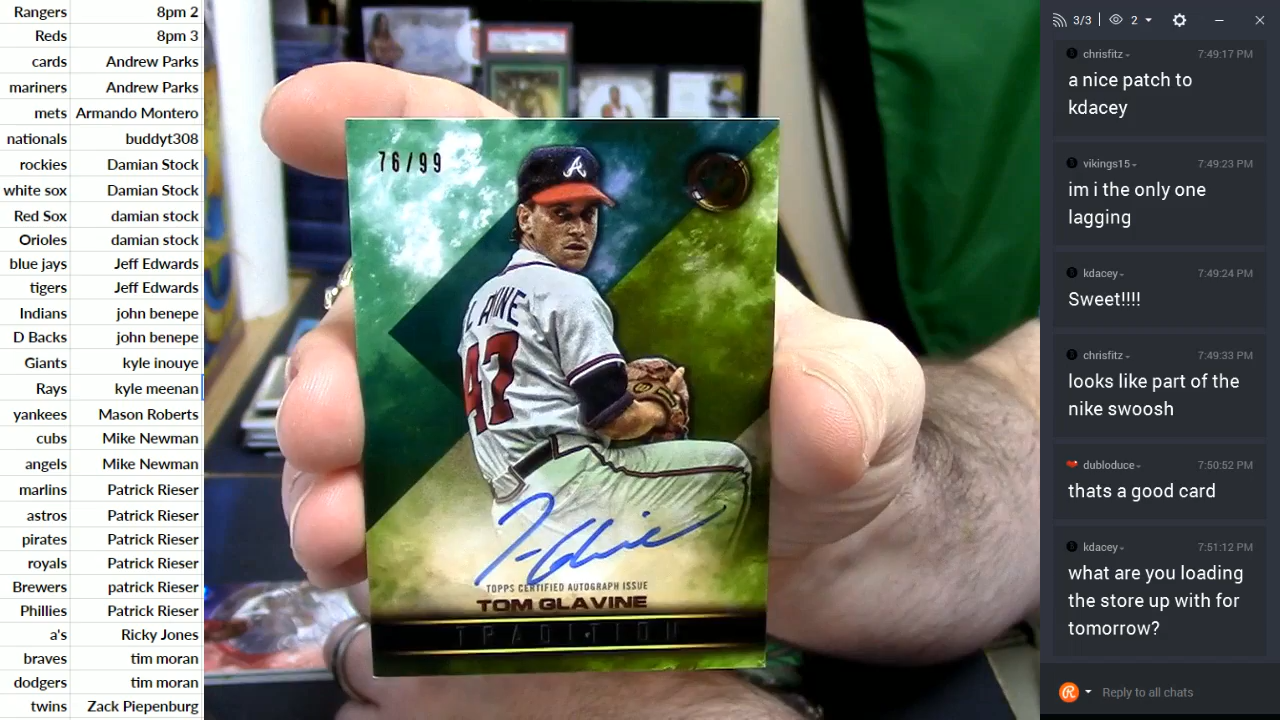 Rangers 8pm 2
Reds 8pm 3
cards Andrew Parks
mariners Andrew Parks
mets Armando Montero
nationals buddyt308
rockies Damian Stock
white sox Damian Stock
Red Sox damian stock
Orioles damian stock
blue jays Jeff Edwards
tigers Jeff Edwards
Indians john benepe
D Backs john benepe
Giants kyle inouye
Rays kyle meenan
yankees Mason Roberts
cubs Mike Newman
angels Mike Newman
marlins Patrick Rieser
astros Patrick Rieser
pirates Patrick Rieser
royals Patrick Rieser
Brewers patrick Rieser
Phillies Patrick Rieser
a's Ricky Jones
braves tim moran
dodgers tim moran
twins Zack Piepenburg
76/99
A
47
TOPPS CERTIFIED AUTOGRAPH ISSUE
TOM GLAVINE
TRADITION
3/3 2
chrisfitz 7:49:17 PM
a nice patch to
kdacey
vikings15 7:49:23 PM
im i the only one
lagging
kdacey 7:49:24 PM
Sweet!!!!
chrisfitz 7:49:33 PM
looks like part of the
nike swoosh
dubloduce 7:50:52 PM
thats a good card
kdacey 7:51:12 PM
what are you loading
the store up with for
tomorrow?
Reply to all chats